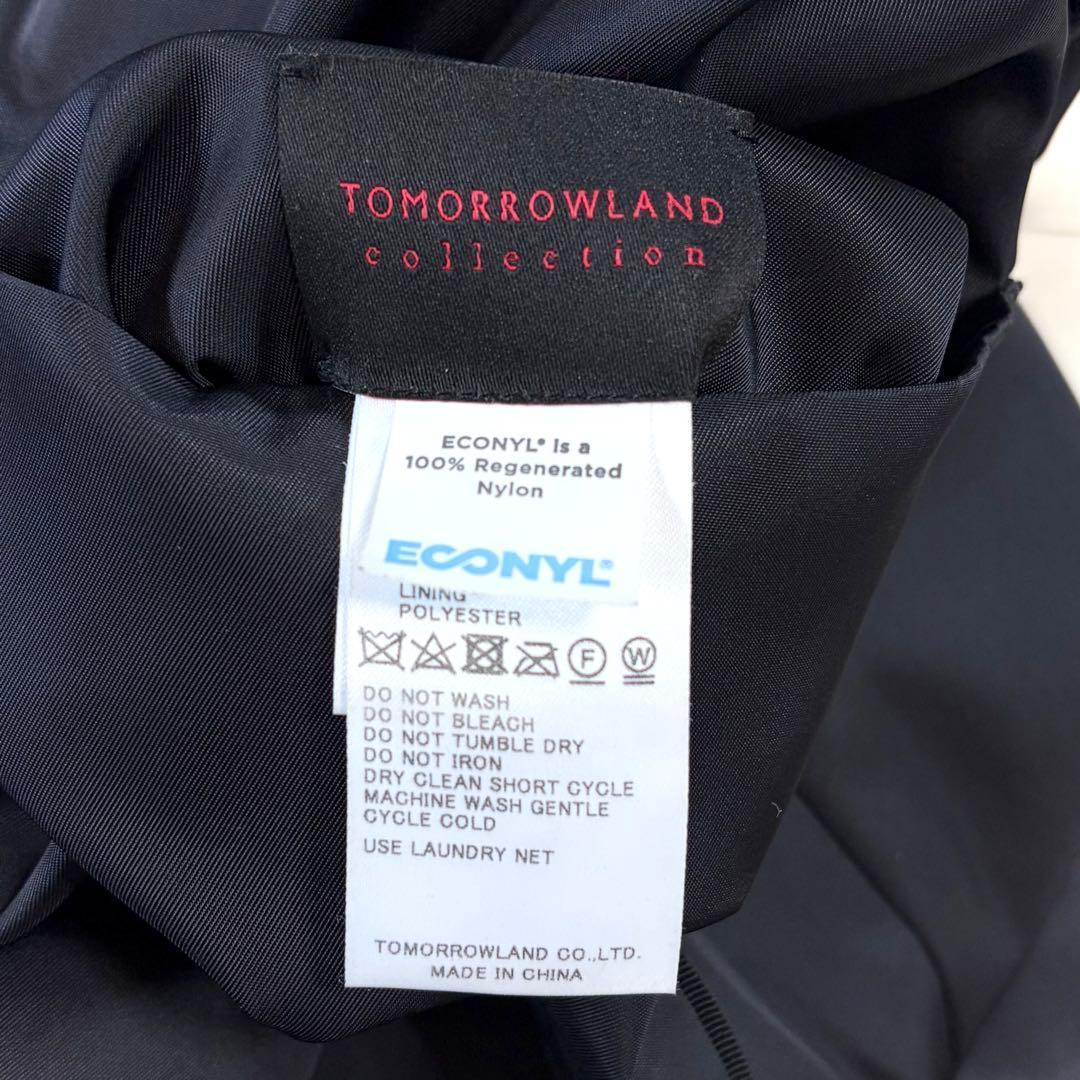 TOMORROWLAND
collection
ECONYL® is a
100% Regenerated
Nylon
ECONYL®
LINING
POLYESTER
F W
DO NOT WASH
DO NOT BLEACH
DO NOT TUMBLE DRY
DO NOT IRON
DRY CLEAN SHORT CYCLE
MACHINE WASH GENTLE
CYCLE COLD
USE LAUNDRY NET
TOMORROWLAND CO.,LTD.
MADE IN CHINA